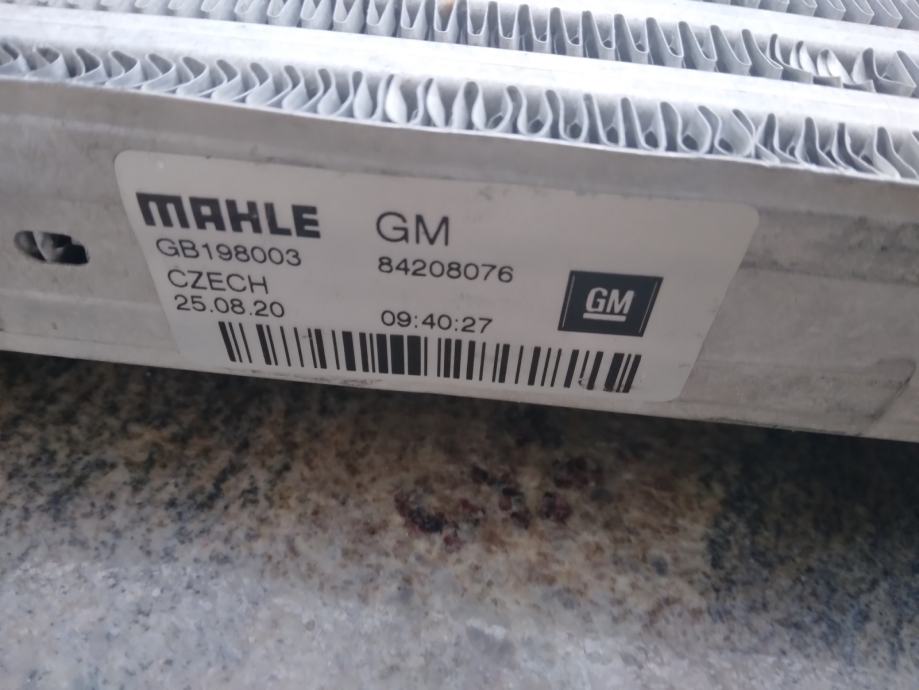 MAHLE
GB198003
CZECH
25.08.20
GM
84208076
09:40:27
GM